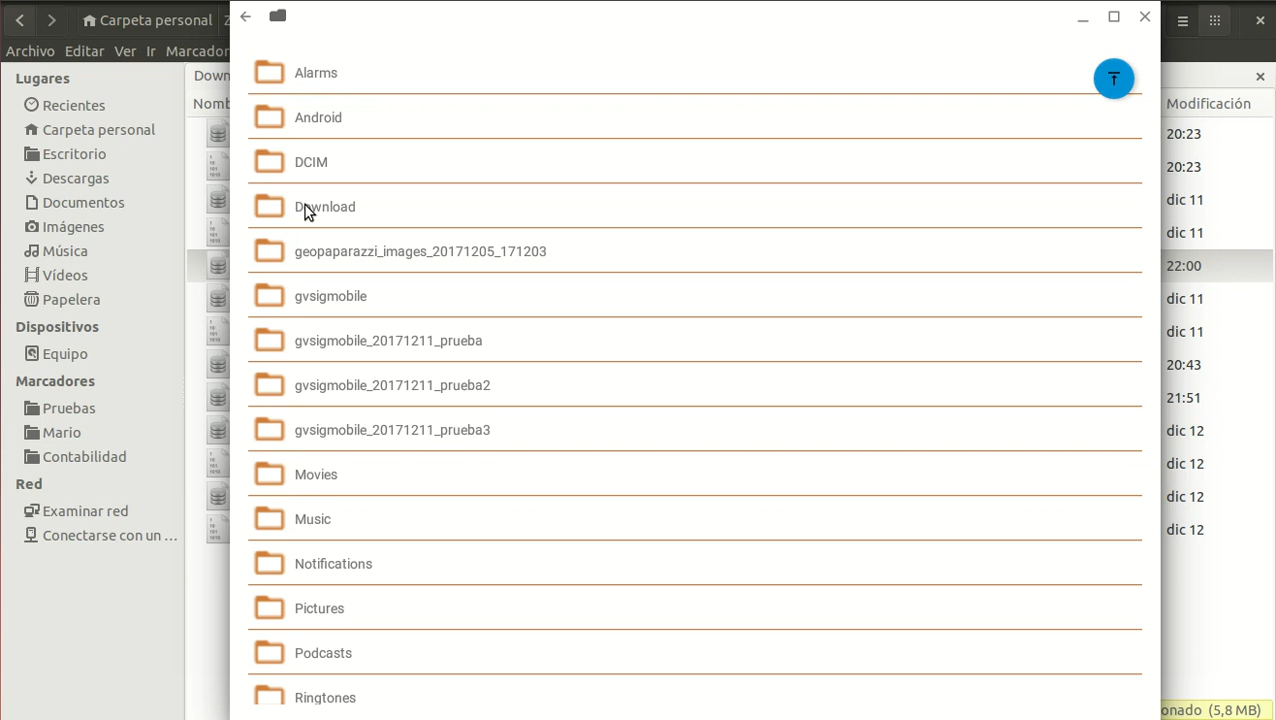 Carpeta personal
Archivo Editar Ver Ir Marcador
Lugares
Recientes
Carpeta personal
Escritorio
Descargas
Documentos
Imágenes
Música
Vídeos
Papelera
Dispositivos
Equipo
Marcadores
Pruebas
Mario
Contabilidad
Red
Examinar red
Conectarse con un ...
Down
Nomb
Alarms
Android
DCIM
Download
geopaparazzi_images_20171205_171203
gvsigmobile
gvsigmobile_20171211_prueba
gvsigmobile_20171211_prueba2
gvsigmobile_20171211_prueba3
Movies
Music
Notifications
Pictures
Podcasts
Ringtones
Modificación
20:23
20:23
dic 11
dic 11
22:00
dic 11
dic 11
20:43
21:51
dic 12
dic 12
dic 12
dic 12
onado (5,8 MB)